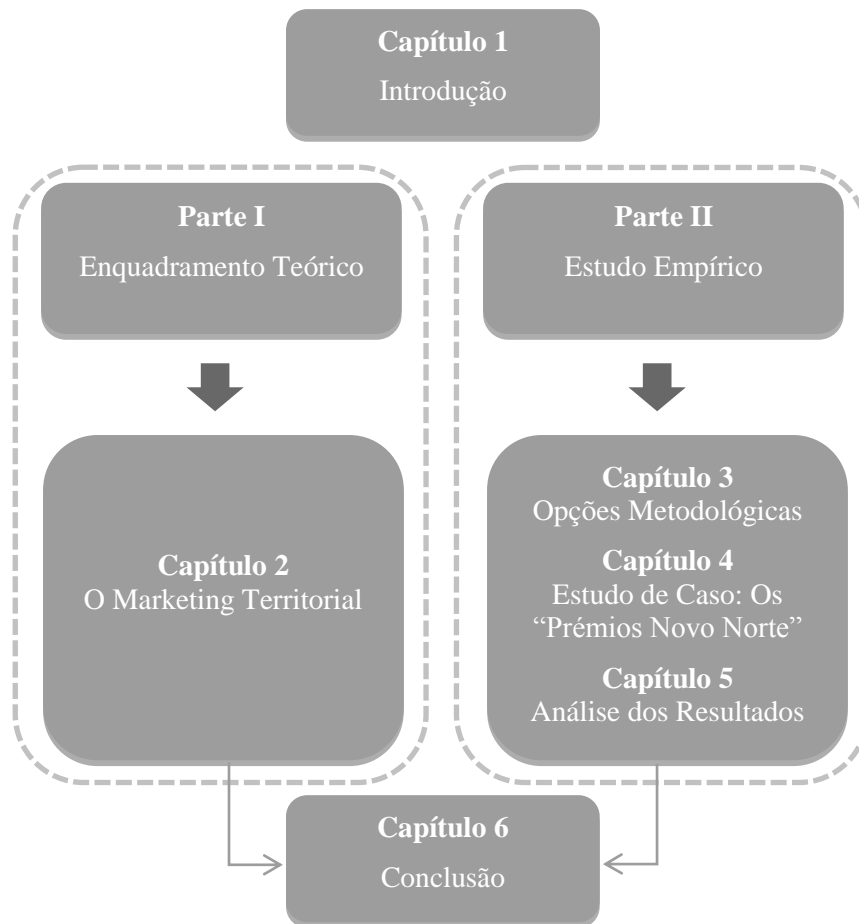 Capítulo 1
Introdução
Parte I
Enquadramento Teórico
Capítulo 2
O Marketing Territorial
Parte II
Estudo Empírico
Capítulo 3
Opções Metodológicas
Capítulo 4
Estudo de Caso: Os
“Prémios Novo Norte”
Capítulo 5
Análise dos Resultados
Capítulo 6
Conclusão